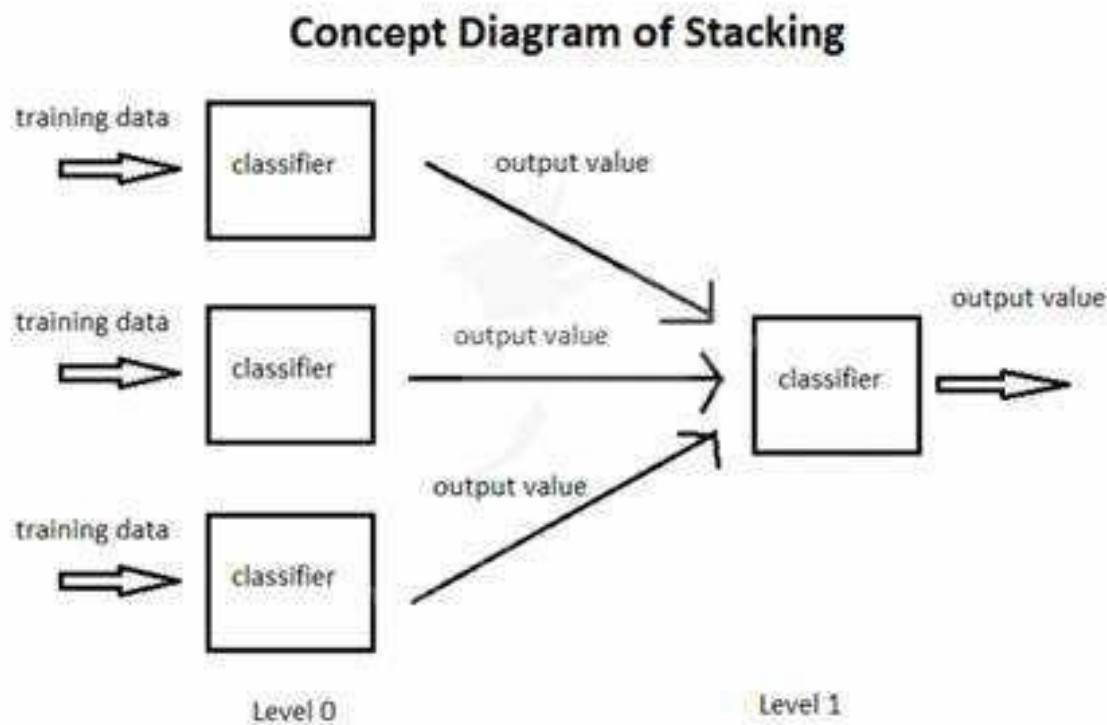 Concept Diagram of Stacking
training data
classifier
output value
training data
classifier
output value
output value
classifier
training data
classifier
output value
Level 0
Level 1